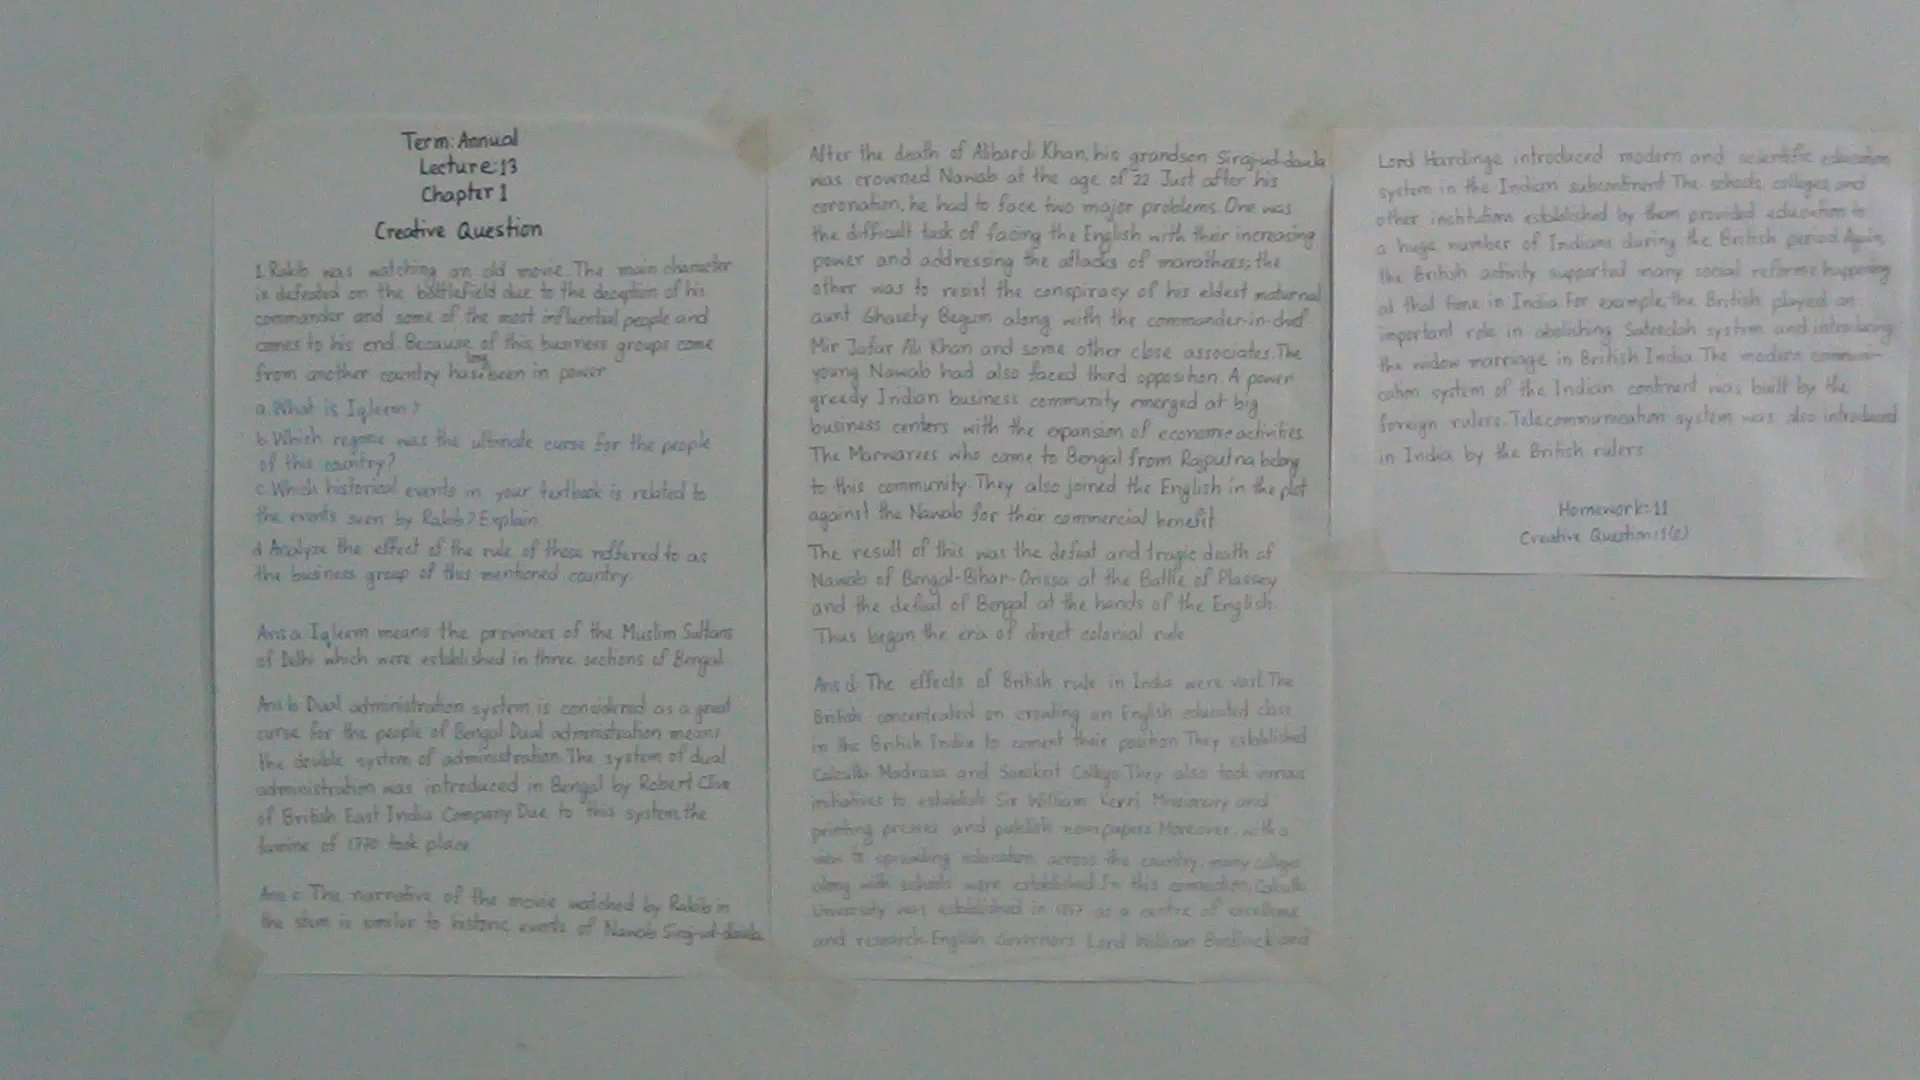 Term: Annual
Lecture:13
Chapter 1
Creative Question
1. Rakib was watching an old movie. The main character
is defeated on the battlefield due to the deception of his
commander and some of the most influential people and
comes to his end. Because of this, business groups come
from another country has long been in power
a. What is Iqleem?
b. Which regime was the ultimate curse for the people
of this country?
c. Which historical events in your textbook is related to
the events seen by Rakib? Explain.
d. Analyze the effect of the rule of those reffered to as
the business group of this mentioned country.
Ans a: Iqleem means the provinces of the Muslim Sultans
of Delhi which were established in three sections of Bengal.
Ans b: Dual administration system is considered as a great
curse for the people of Bengal. Dual administration means
the double system of administration. The system of dual
administration was introduced in Bengal by Robert Clive
of British East India Company. Due to this system, the
famine of 1770 took place.
Ans c: The narrative of the movie watched by Rakib in
the stem is similar to historic events of Nawab Siraj-ud-daula.
After the death of Alibardi Khan, his grandson Siraj-ud-daula
was crowned Nawab at the age of 22. Just after his
coronation, he had to face two major problems. One was
the difficult task of facing the English with their increasing
power and addressing the attacks of marathees; the
other was to resist the conspiracy of his eldest maternal
aunt Ghasety Begum along with the commander-in-chief
Mir Jafar Ali Khan and some other close associates. The
young Nawab had also faced third opposition. A power
greedy Indian business community emerged at big
business centers with the expansion of economic activities.
The Marwarees who came to Bengal from Rajputna belong
to this community. They also joined the English in the plot
against the Nawab for their commercial benefit.
The result of this was the defeat and tragic death of
Nawab of Bengal-Bihar-Orissa at the Battle of Plassey
and the defeat of Bengal at the hands of the English.
Thus began the era of direct colonial rule
Ans d: The effects of British rule in India were vast. The
British concentrated on creating an English educated class
in the British India to cement their position. They established
Calcutta Madrasa and Sanskrit College. They also took various
initiatives to establish Sir William Kerri Missionary and
printing presses and publish newspapers. Moreover, with a
view to spreading education across the country, many colleges
along with schools were established. In this connection, Calcutta
University was established in 1857 as a centre of excellence
and research. English Governors Lord William Bentinck and
Lord Hardinge introduced modern and scientific education
system in the Indian subcontinent. The schools, colleges and
other institutions established by them provided education to
a huge number of Indians during the British period. Again,
the British activity supported many social reforms happening
at that time in India. For example, the British played an
important role in abolishing Sateedah system and introducing
the widow marriage in British India. The modern communi-
cation system of the Indian continent was built by the
foreign rulers. Telecommunication system was also introduced
in India by the British rulers.
Homework:11
Creative Question:1(c)